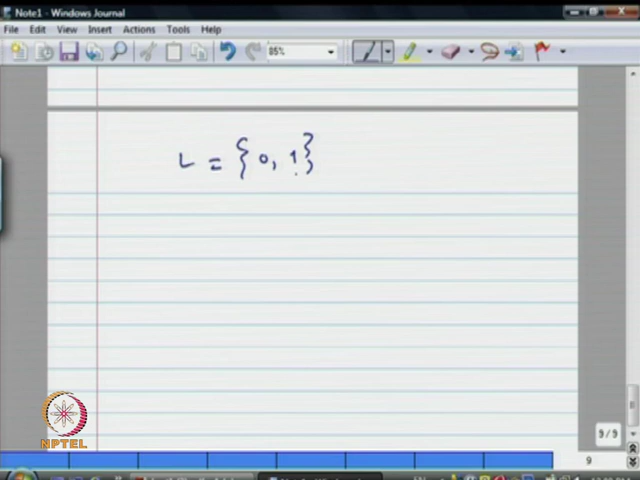 Note1 - Windows Journal
File Edit View Insert Actions Tools Help
85%
L = {0, 1}
NPTEL
9/9
9